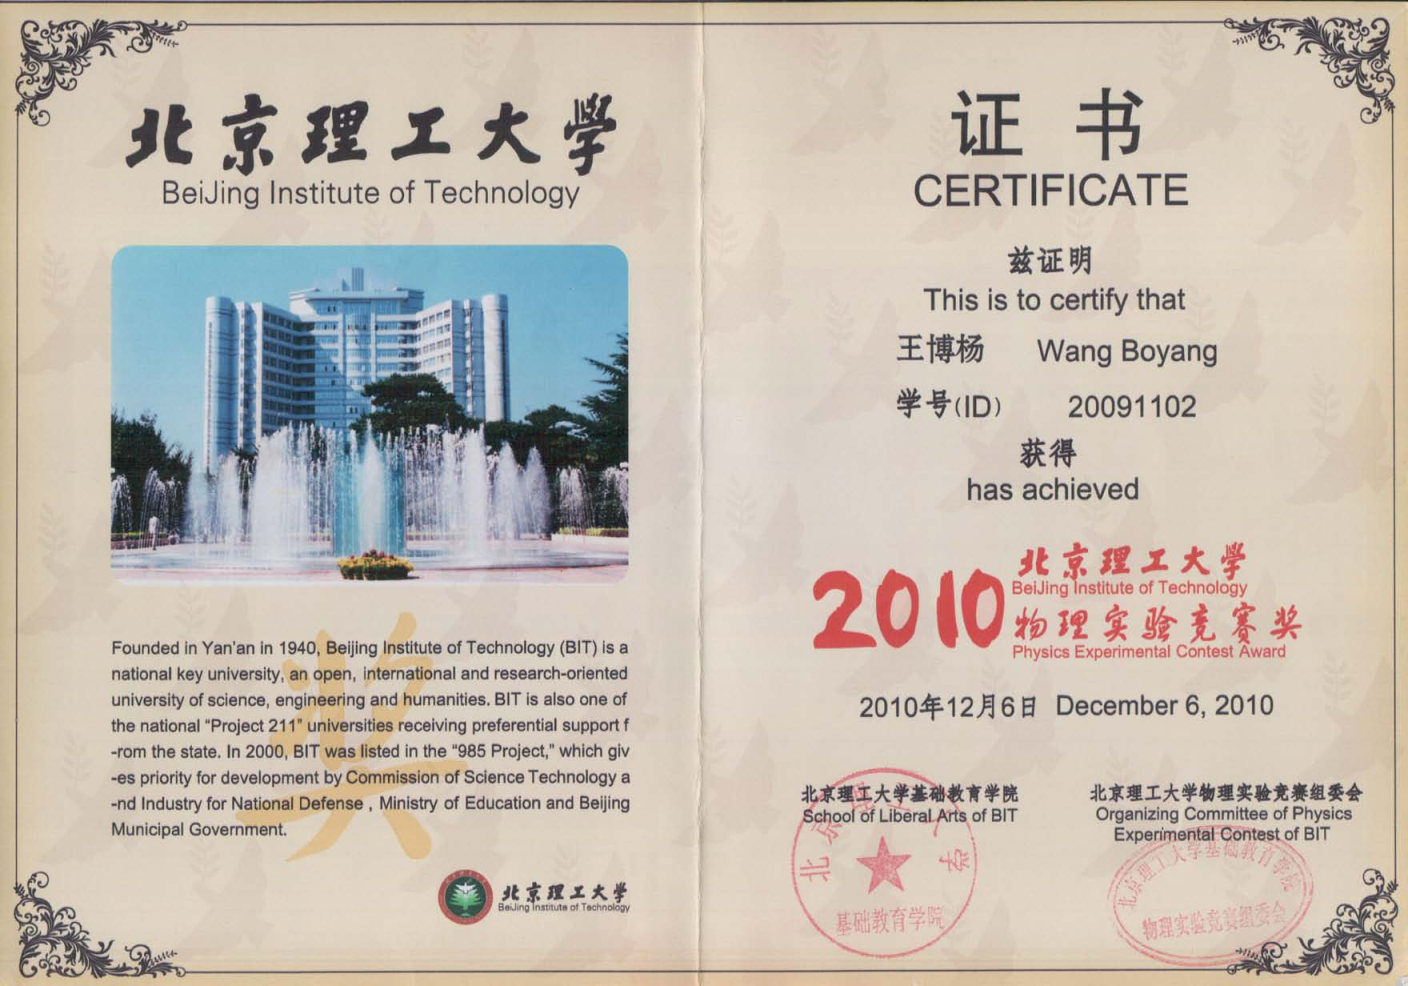 北京理工大學
BeiJing Institute of Technology
Founded in Yan'an in 1940, Beijing Institute of Technology (BIT) is a
national key university, an open, international and research-oriented
university of science, engineering and humanities. BIT is also one of
the national “Project 211” universities receiving preferential support f
-rom the state. In 2000, BIT was listed in the “985 Project,” which giv
-es priority for development by Commission of Science Technology a
-nd Industry for National Defense , Ministry of Education and Beijing
Municipal Government.
奖
北京理工大學
BeiJing Institute of Technology
证书
CERTIFICATE
兹证明
This is to certify that
王博杨 Wang Boyang
学号(ID) 20091102
获得
has achieved
2010
北京理工大學
BeiJing Institute of Technology
物理实验竞赛奖
Physics Experimental Contest Award
2010年12月6日 December 6, 2010
北京理工大学基础教育学院
School of Liberal Arts of BIT
北京理工大学
基础教育学院
北京理工大学物理实验竞赛组委会
Organizing Committee of Physics
Experimental Contest of BIT
北京理工大学基础教育学院
物理实验竞赛组委会